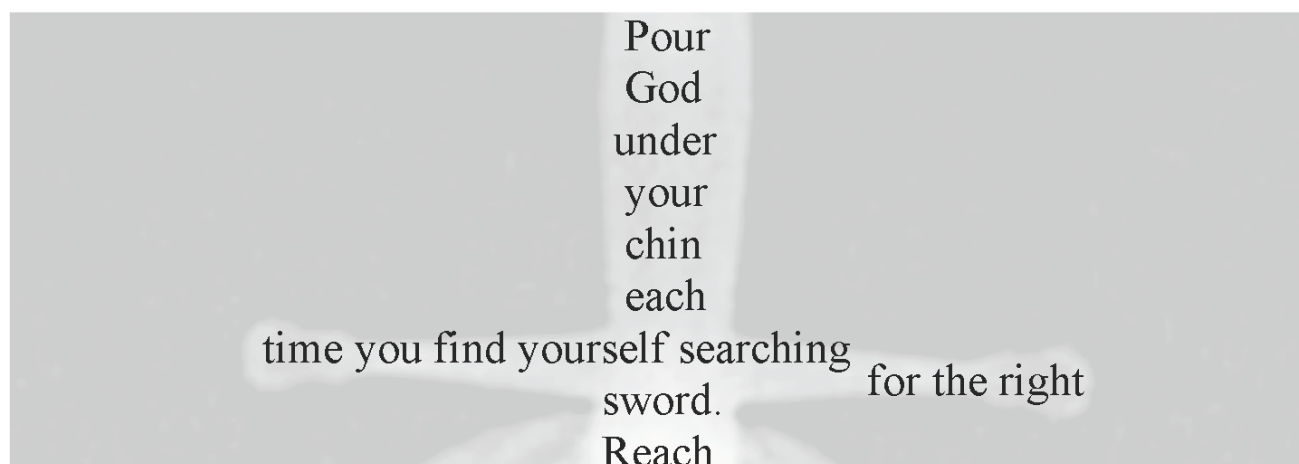 Pour
God
under
your
chin
each
time you find yourself searching
for the right
sword.
Reach